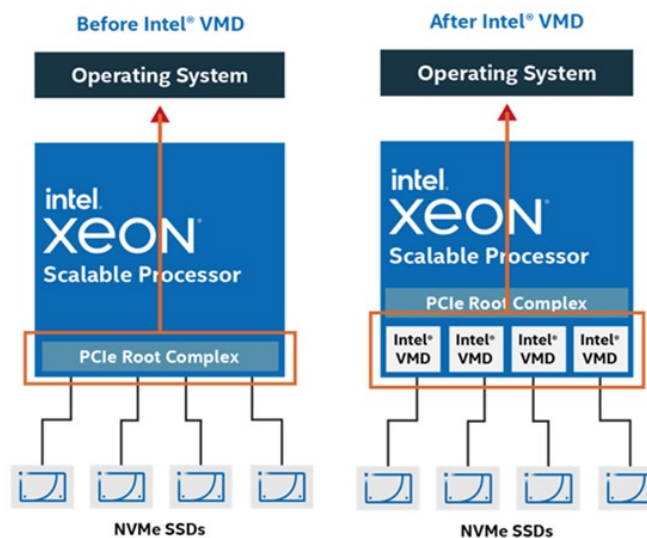 Before Intel® VMD
Operating System
intel.
xeon®
Scalable Processor
PCIe Root Complex
NVMe SSDs
After Intel® VMD
Operating System
intel.
xeon®
Scalable Processor
PCIe Root Complex
Intel®
VMD
Intel®
VMD
Intel®
VMD
Intel®
VMD
NVMe SSDs